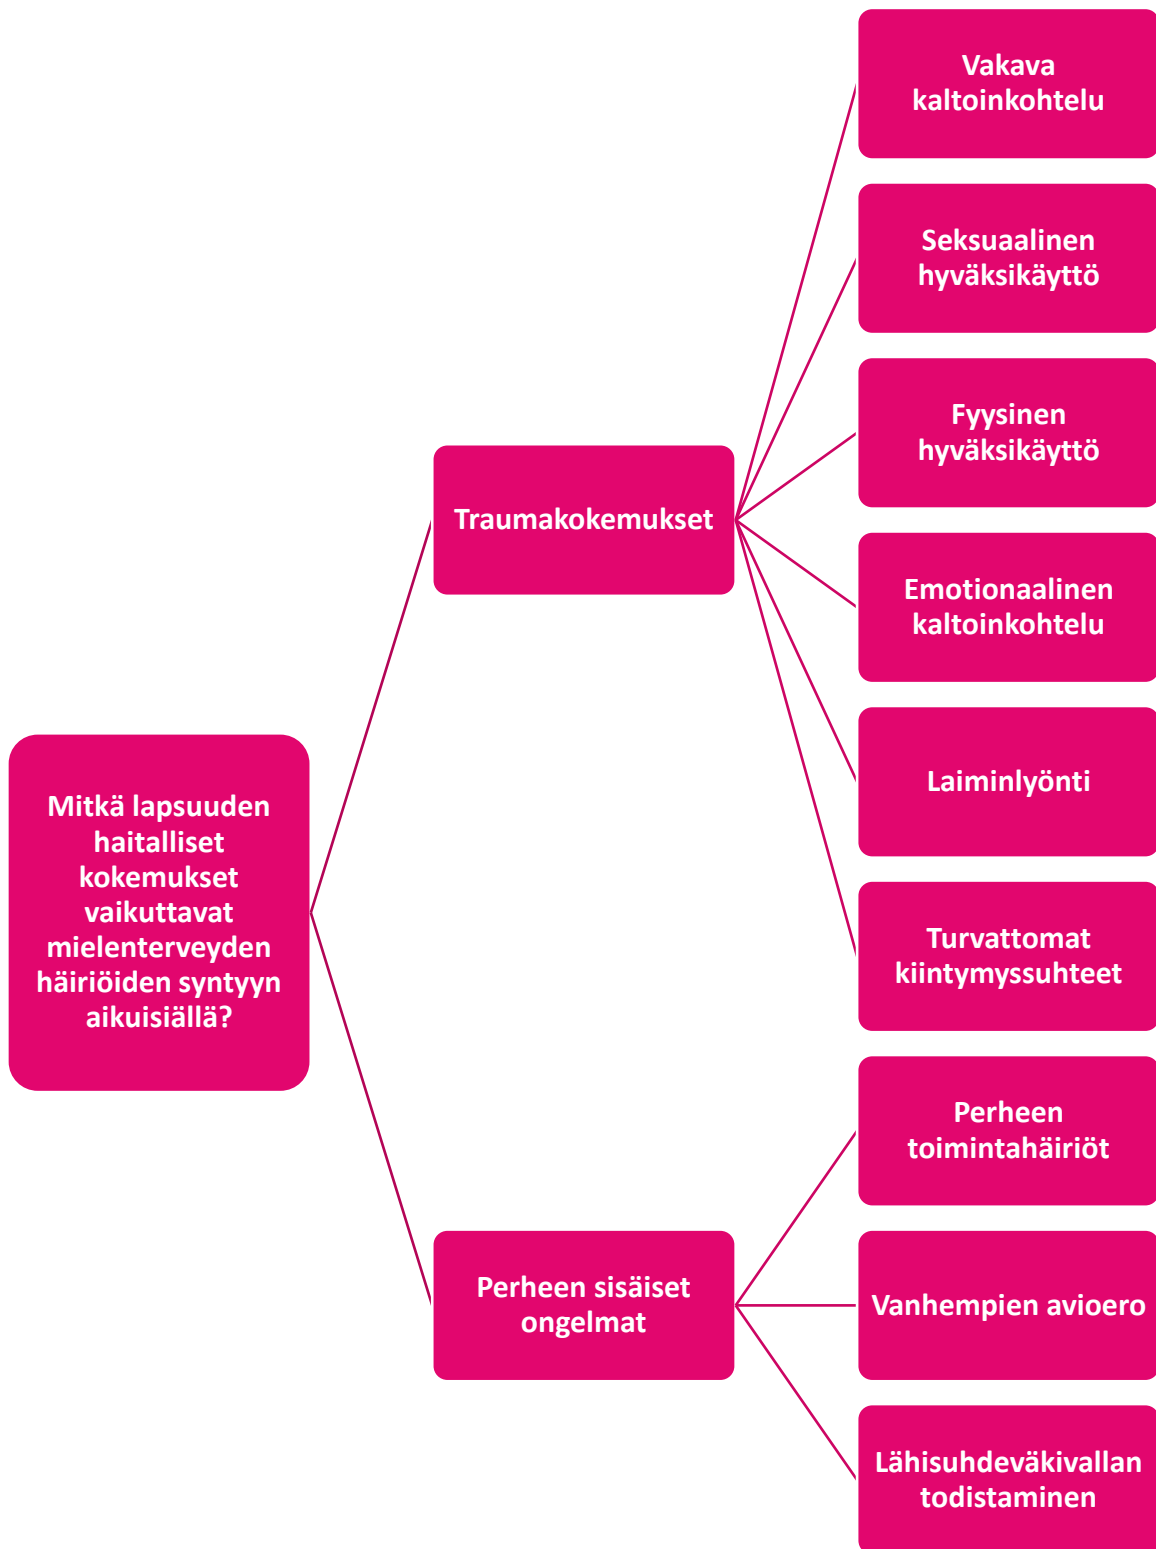 Mitkä lapsuuden
haitalliset
kokemukset
vaikuttavat
mielenterveyden
häiriöiden syntyyn
aikuisiällä?
Traumakokemukset
Vakava
kaltoinkohtelu
Seksuaalinen
hyväksikäyttö
Fyysinen
hyväksikäyttö
Emotionaalinen
kaltoinkohtelu
Laiminlyönti
Turvattomat
kiintymyssuhteet
Perheen sisäiset
ongelmat
Perheen
toimintahäiriöt
Vanhempien avioero
Lähisuhdeväkivallan
todistaminen